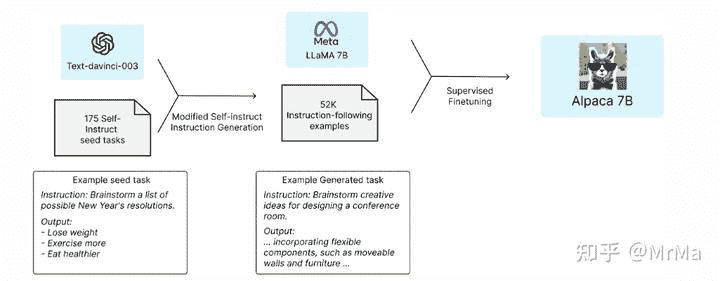 Text-davinci-003
175 Self-
Instruct
seed tasks
Modified Self-instruct
Instruction Generation
Meta
LLaMA 7B
52K
Instruction-following
examples
Supervised
Finetuning
Alpaca 7B
Example seed task
Instruction: Brainstorm a list of
possible New Year's resolutions.
Output:
- Lose weight
- Exercise more
- Eat healthier
Example Generated task
Instruction: Brainstorm creative
ideas for designing a conference
room.
Output:
... incorporating flexible
components, such as moveable
walls and furniture ...
知乎 @MrMa